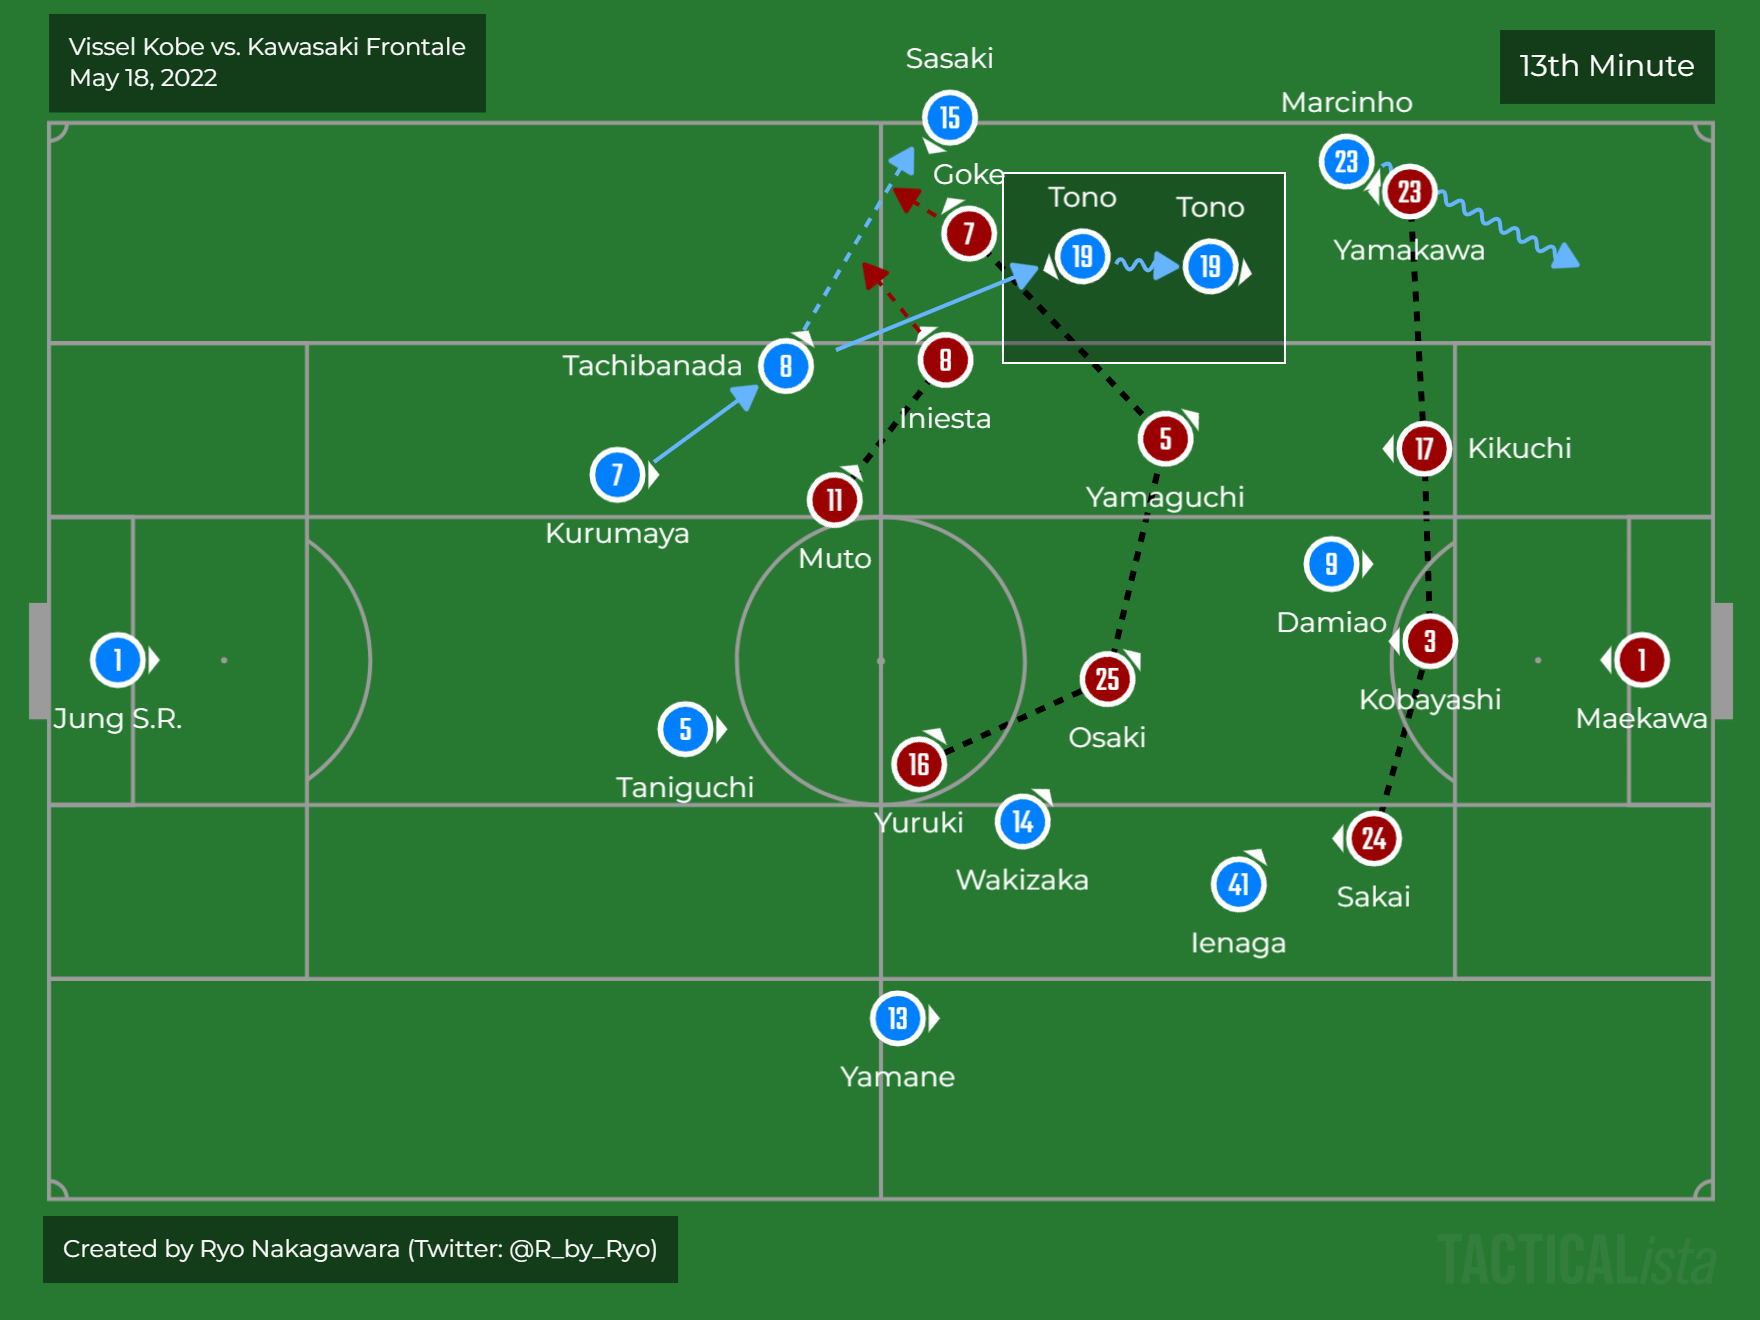 Vissel Kobe vs. Kawasaki Frontale
May 18, 2022
13th Minute
Sasaki
15
Marcinho
23
23
Yamakawa
Goke
7
Tono
19
Tono
19
Tachibanada
8
8
Iniesta
5
Yamaguchi
17
Kikuchi
7
Kurumaya
11
Muto
9
Damiao
3
Kobayashi
1
Jung S.R.
1
Maekawa
5
Taniguchi
25
Osaki
16
Yuruki
14
Wakizaka
24
Sakai
41
Ienaga
13
Yamane
Created by Ryo Nakagawara (Twitter: @R_by_Ryo)
TACTICALista